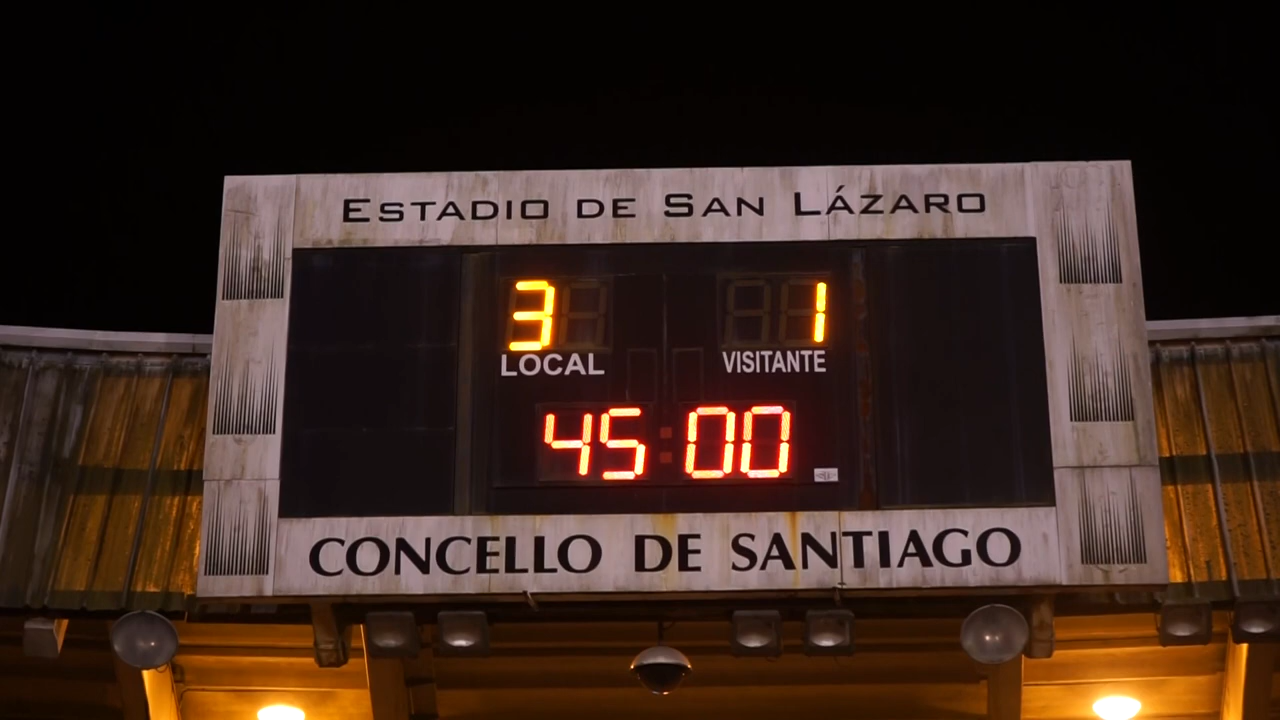 ESTADIO DE SAN LÁZARO
3 1
LOCAL VISITANTE
45:00
CONCELLO DE SANTIAGO